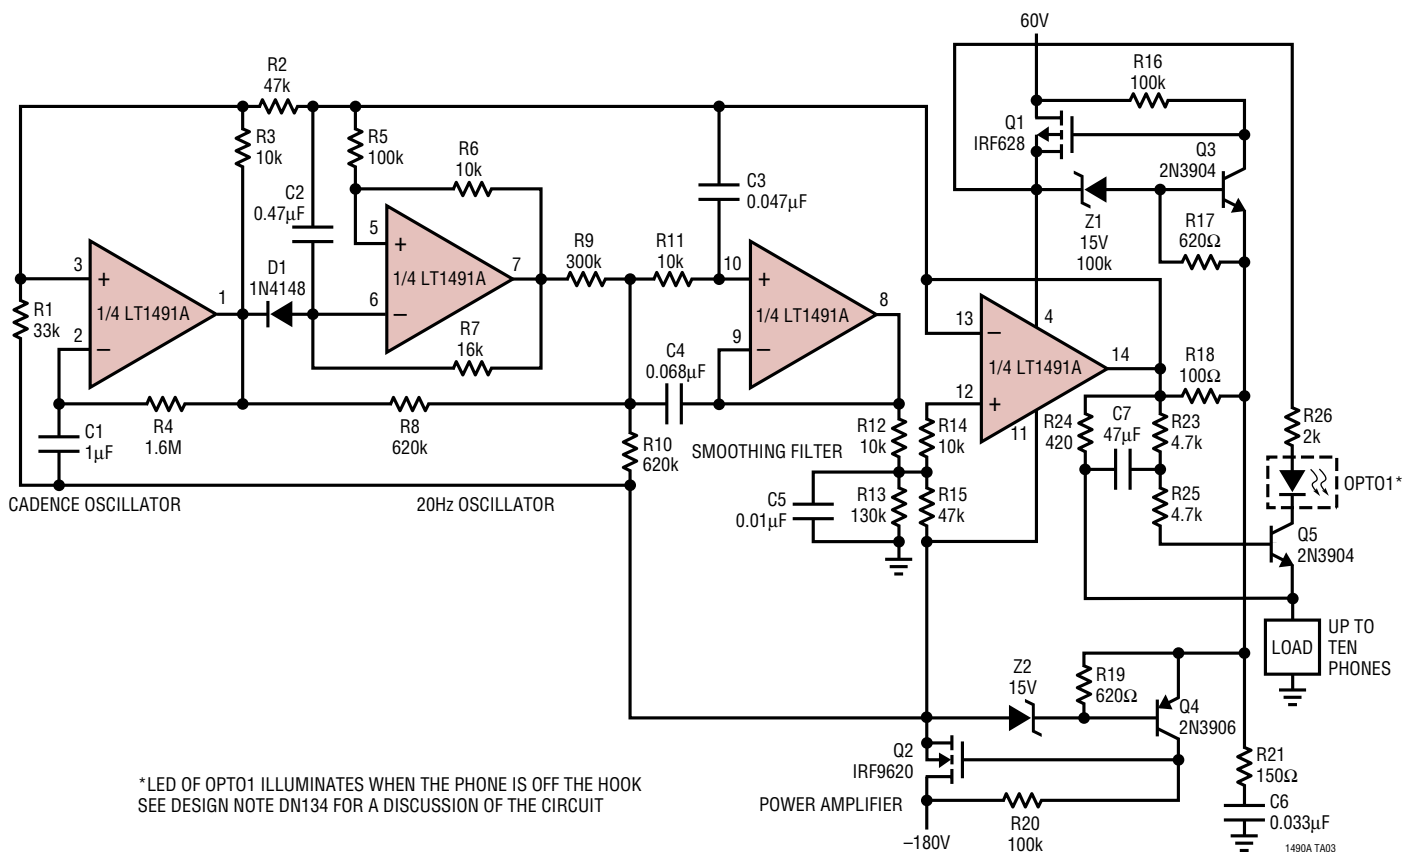 60V
R16
100k
R2
47k
Q1
IRF628
R3
10k
R5
100k
R6
10k
Q3
2N3904
C2
0.47µF
C3
0.047µF
Z1
15V
100k
R17
620Ω
5
+
1/4 LT1491A
7
6
–
R9
300k
R11
10k
10
+
1/4 LT1491A
8
9
–
3
+
1/4 LT1491A
1
2
–
R1
33k
D1
1N4148
R7
16k
C4
0.068µF
13
–
4
1/4 LT1491A
14
12
+
11
R18
100Ω
R4
1.6M
R8
620k
C1
1µF
R10
620k
SMOOTHING FILTER
R12
10k
R14
10k
R24
420
C7
47µF
R23
4.7k
R26
2k
OPTO1*
CADENCE OSCILLATOR
20Hz OSCILLATOR
C5
0.01µF
R13
130k
R15
47k
R25
4.7k
Q5
2N3904
LOAD
UP TO
TEN
PHONES
Z2
15V
R19
620Ω
Q4
2N3906
Q2
IRF9620
R21
150Ω
*LED OF OPTO1 ILLUMINATES WHEN THE PHONE IS OFF THE HOOK
SEE DESIGN NOTE DN134 FOR A DISCUSSION OF THE CIRCUIT
POWER AMPLIFIER
R20
100k
C6
0.033µF
–180V
1490A TA03